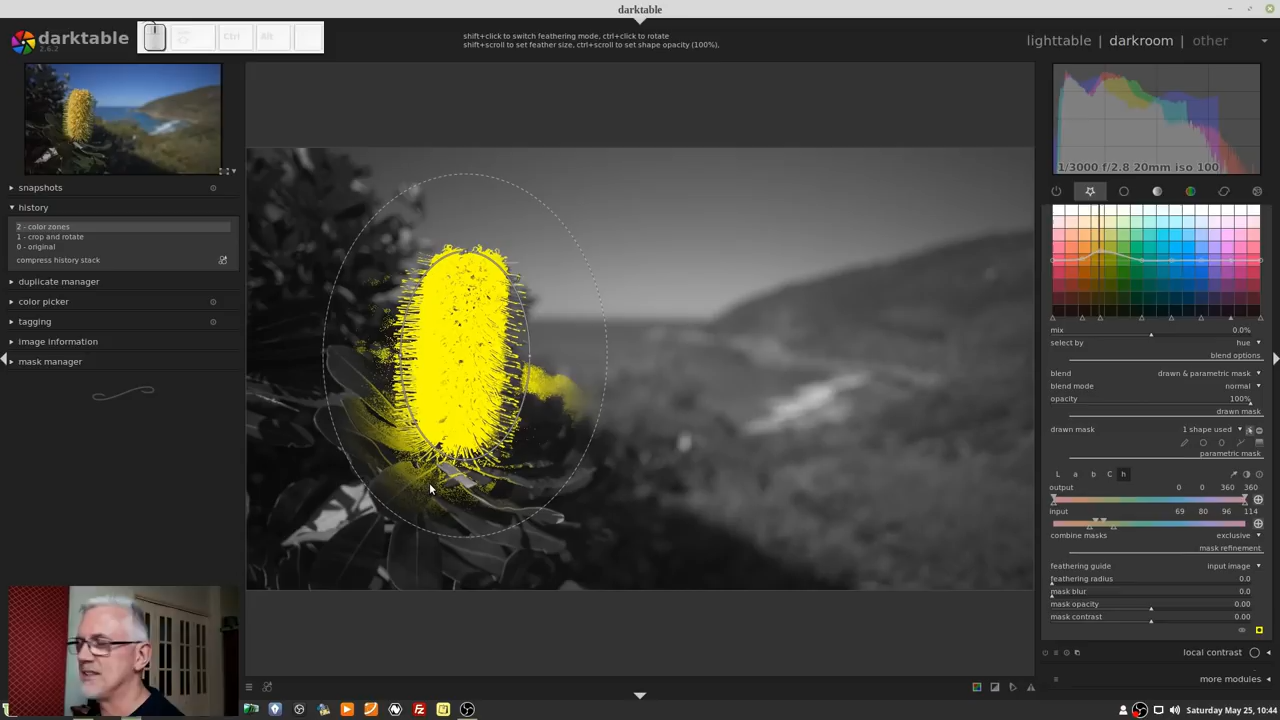 darktable
darktable
2.6.2
Ctrl
Alt
shift+click to switch feathering mode, ctrl+click to rotate
shift+scroll to set feather size, ctrl+scroll to set shape opacity (100%),
lighttable | darkroom | other
1/3000 f/2.8 20mm iso 100
snapshots
history
2 - color zones
1 - crop and rotate
0 - original
compress history stack
duplicate manager
color picker
tagging
image information
mask manager
mix 0.0%
select by hue
blend options
blend drawn & parametric mask
blend mode normal
opacity 100%
drawn mask
drawn mask 1 shape used
parametric mask
L a b C h
output 0 0 360 360
input 69 80 96 114
combine masks exclusive
mask refinement
feathering guide input image
feathering radius 0.0
mask blur 0.0
mask opacity 0.00
mask contrast 0.00
local contrast
more modules
Saturday May 25, 10:44